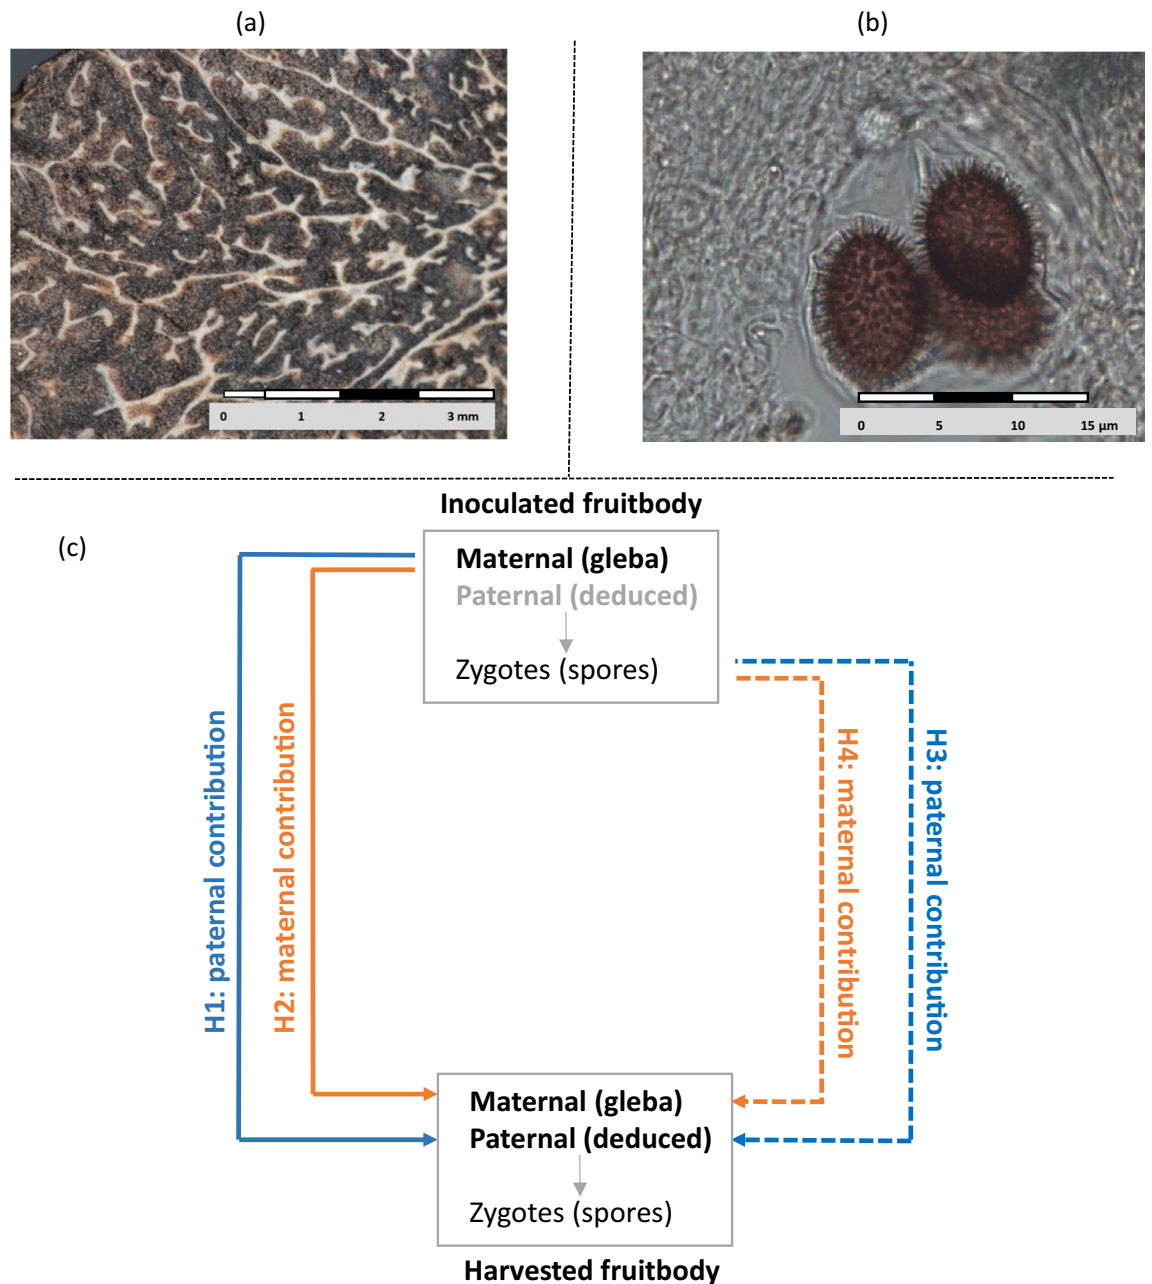 (a)
(b)
0 1 2 3 mm
0 5 10 15 µm
Inoculated fruitbody
(c)
Maternal (gleba)
Paternal (deduced)
Zygotes (spores)
H1: paternal contribution
H2: maternal contribution
H4: maternal contribution
H3: paternal contribution
Maternal (gleba)
Paternal (deduced)
Zygotes (spores)
Harvested fruitbody